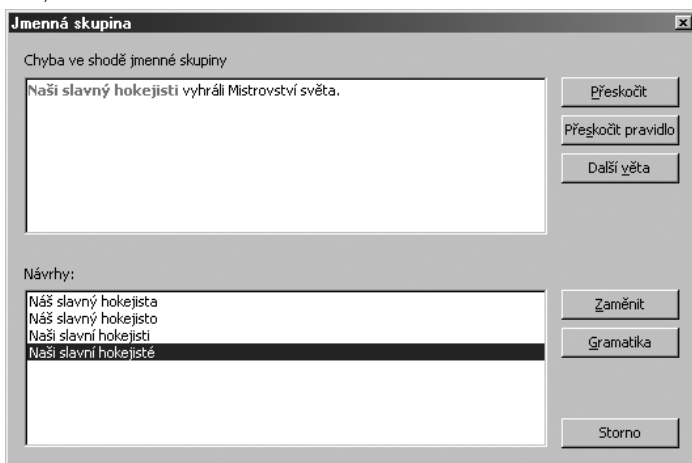 Jmenná skupina
Chyba ve shodě jmenné skupiny
Naši slavný hokejisti vyhráli Mistrovství světa.
Přeskočit
Přeskočit pravidlo
Další věta
Návrhy:
Náš slavný hokejista
Náš slavný hokejisto
Naši slavní hokejisti
Naši slavní hokejisté
Zaměnit
Gramatika
Storno